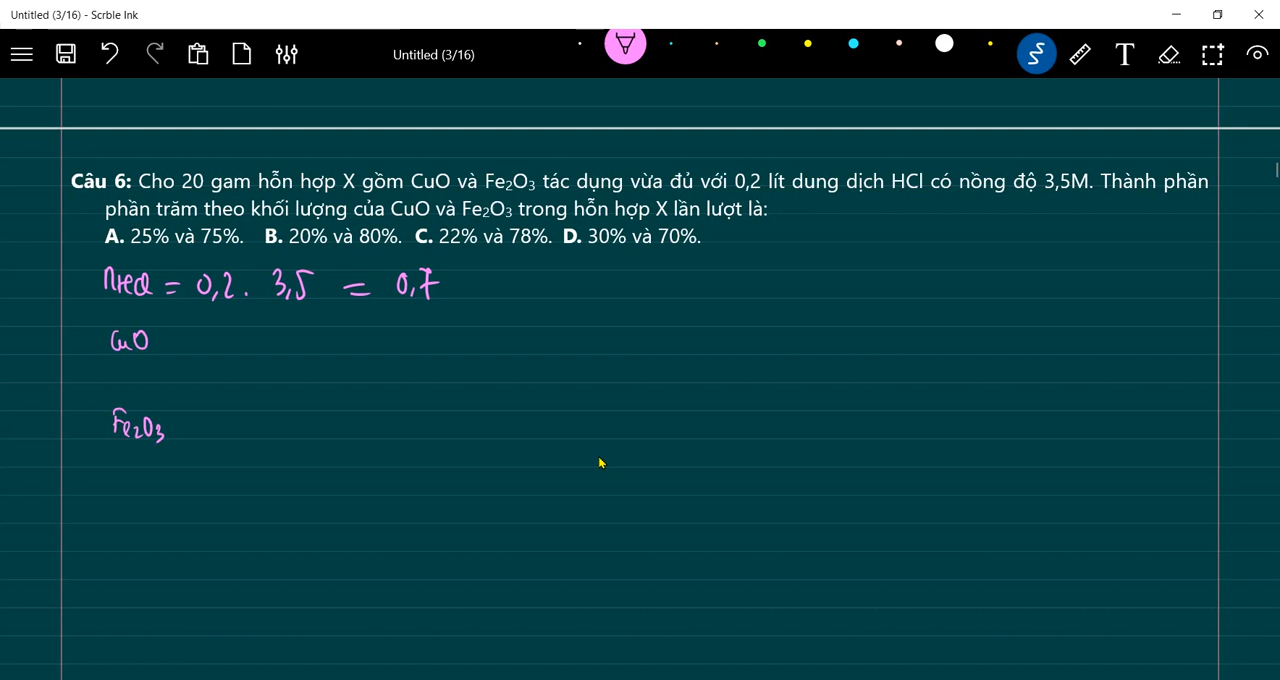 Untitled (3/16) - Scrble Ink
Untitled (3/16)
T
Câu 6: Cho 20 gam hỗn hợp X gồm CuO và Fe₂O₃ tác dụng vừa đủ với 0,2 lít dung dịch HCl có nồng độ 3,5M. Thành phần
phần trăm theo khối lượng của CuO và Fe₂O₃ trong hỗn hợp X lần lượt là:
A. 25% và 75%. B. 20% và 80%. C. 22% và 78%. D. 30% và 70%.
nHCl = 0,2 . 3,5 = 0,7
CuO
Fe₂O₃